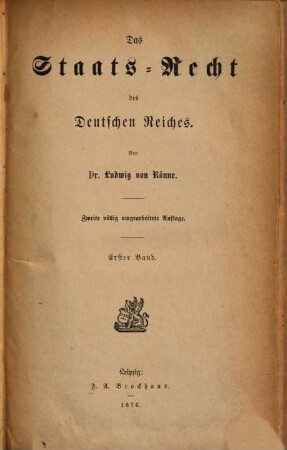 Das
Staats-Recht
des
Deutschen Reiches.
Von
Dr. Ludwig von Rönne.
Zweite völlig umgearbeitete Auflage.
Erster Band.
Leipzig:
F. A. Brockhaus.
1876.